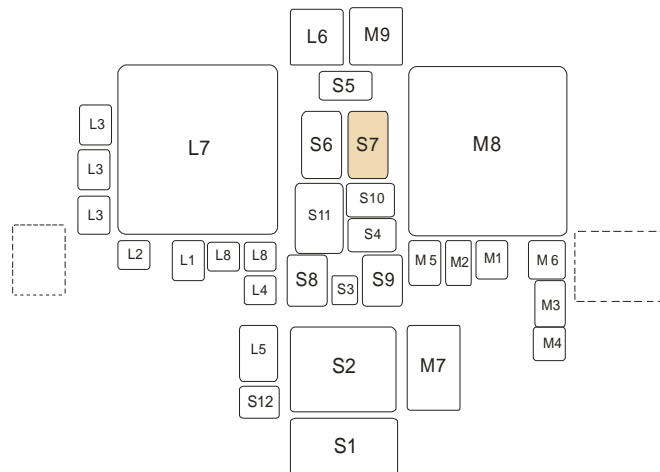 L6 M9
S5
L3 L7 S6 S7 M8
L3
L3 S11 S10
S4
L2 L1 L8 L8 M 5 M2 M1 M 6
L4 S8 S3 S9 M3
M4
L5 S2 M7
S12
S1